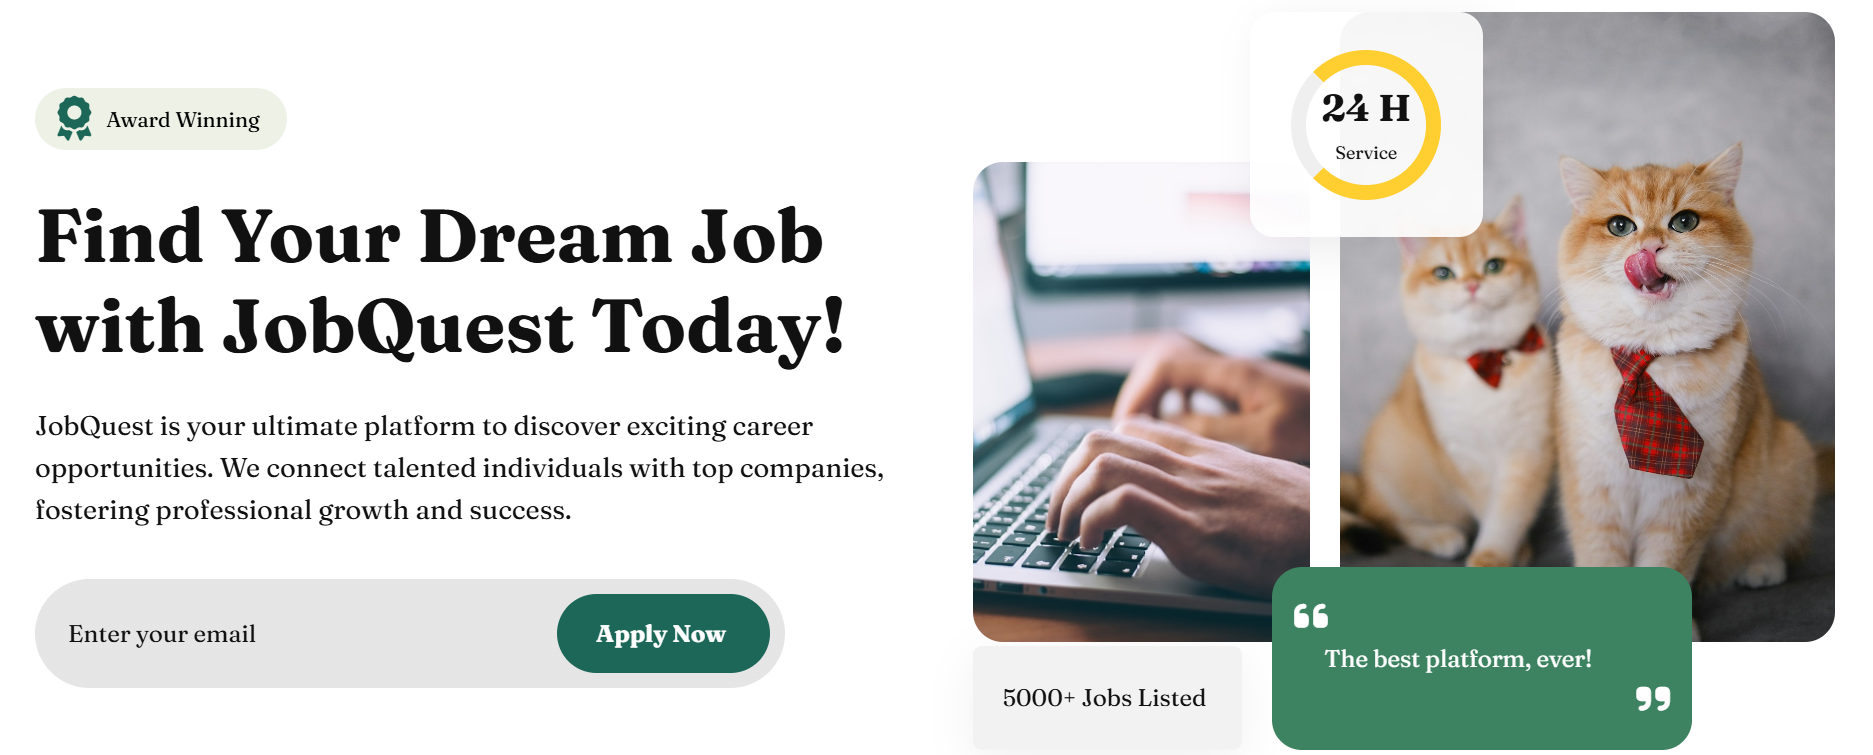 Award Winning
Find Your Dream Job
with JobQuest Today!
JobQuest is your ultimate platform to discover exciting career
opportunities. We connect talented individuals with top companies,
fostering professional growth and success.
Enter your email
Apply Now
24 H
Service
5000+ Jobs Listed
“
The best platform, ever!
”